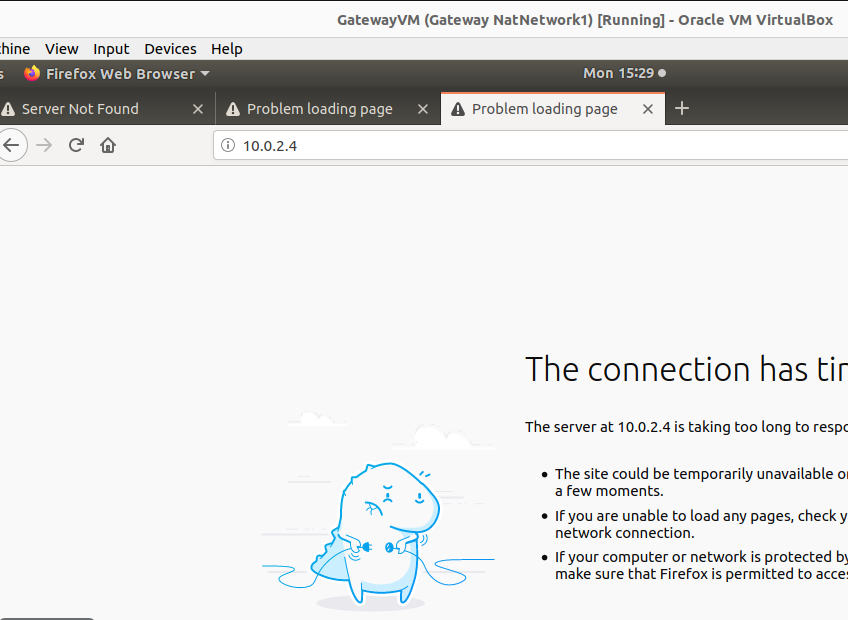 GatewayVM (Gateway NatNetwork1) [Running] - Oracle VM VirtualBox
hine View Input Devices Help
s Firefox Web Browser Mon 15:29
Server Not Found Problem loading page Problem loading page
10.0.2.4
The connection has tim
The server at 10.0.2.4 is taking too long to respo
The site could be temporarily unavailable or
a few moments.
If you are unable to load any pages, check y
network connection.
If your computer or network is protected by
make sure that Firefox is permitted to acces